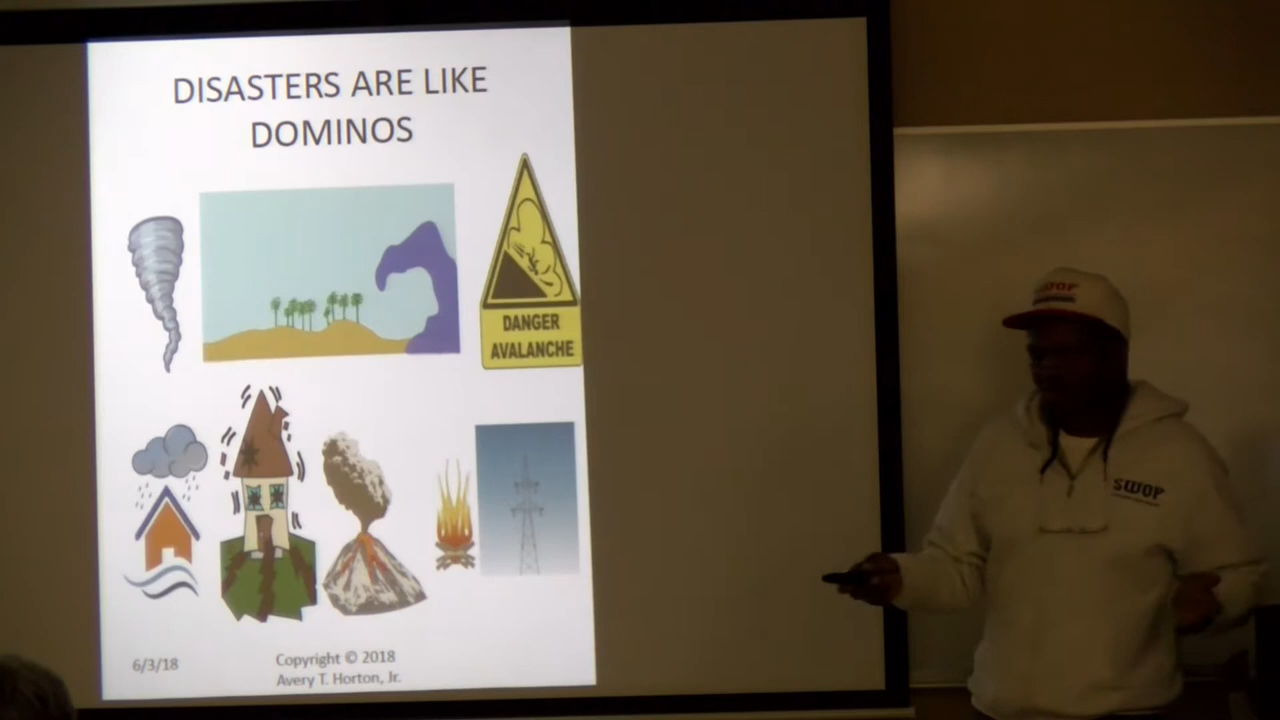 DISASTERS ARE LIKE
DOMINOS
DANGER
AVALANCHE
6/3/18
Copyright © 2018
Avery T. Horton, Jr.
SWOP
SWOP